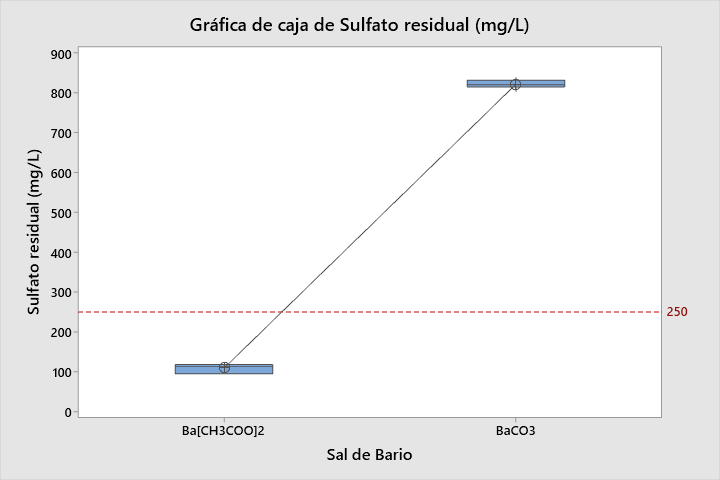 Gráfica de caja de Sulfato residual (mg/L)
900
800
700
600
500
400
300
200
100
0
Sulfato residual (mg/L)
250
Ba[CH3COO]2
BaCO3
Sal de Bario